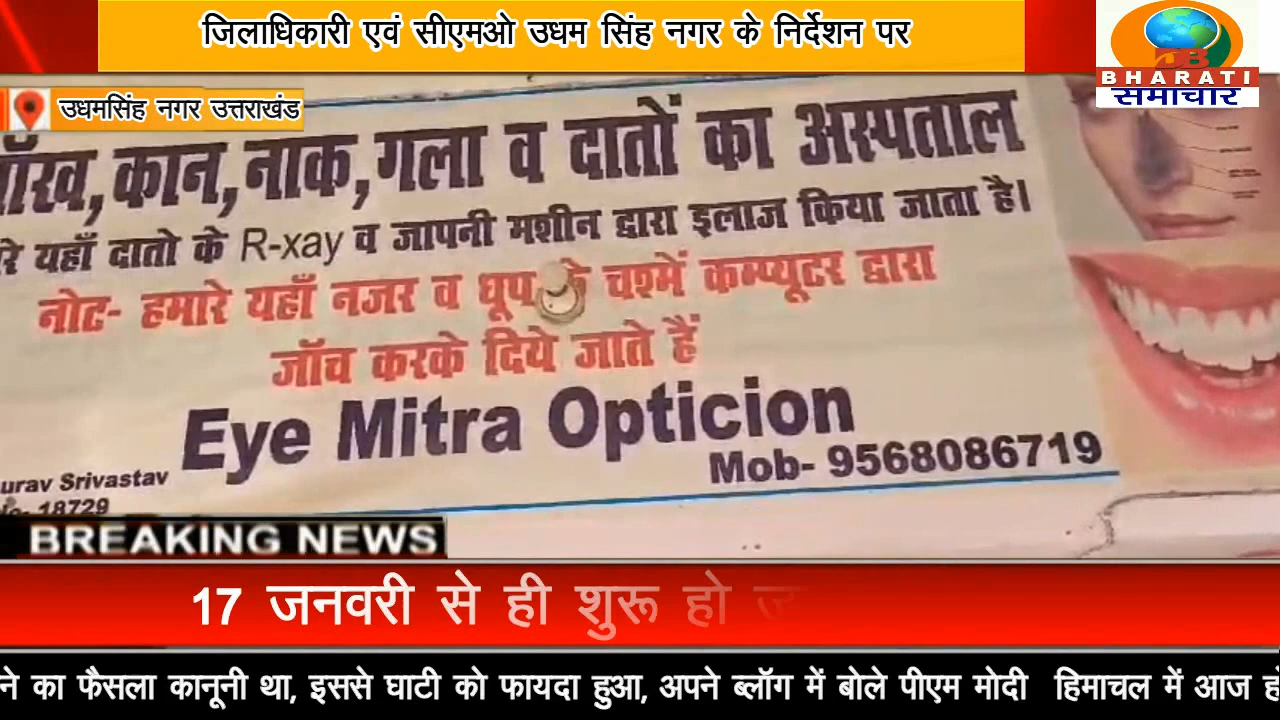 जिलाधिकारी एवं सीएमओ उधम सिंह नगर के निर्देशन पर
BHARATI
समाचार
उधमसिंह नगर उत्तराखंड
कान,नाक,गला व दातों का अस्पताल
यहाँ दातो के R-xay व जापनी मशीन द्वारा इलाज किया जाता है।
नोट- हमारे यहाँ नजर व धूप के चश्में कम्प्यूटर द्वारा
जॉच करके दिये जाते हैं
Eye Mitra Opticion
Srivastav
Mob- 9568086719
18729
BREAKING NEWS
17 जनवरी से ही शुरू हो
ने का फैसला कानूनी था, इससे घाटी को फायदा हुआ, अपने ब्लॉग में बोले पीएम मोदी हिमाचल में आज